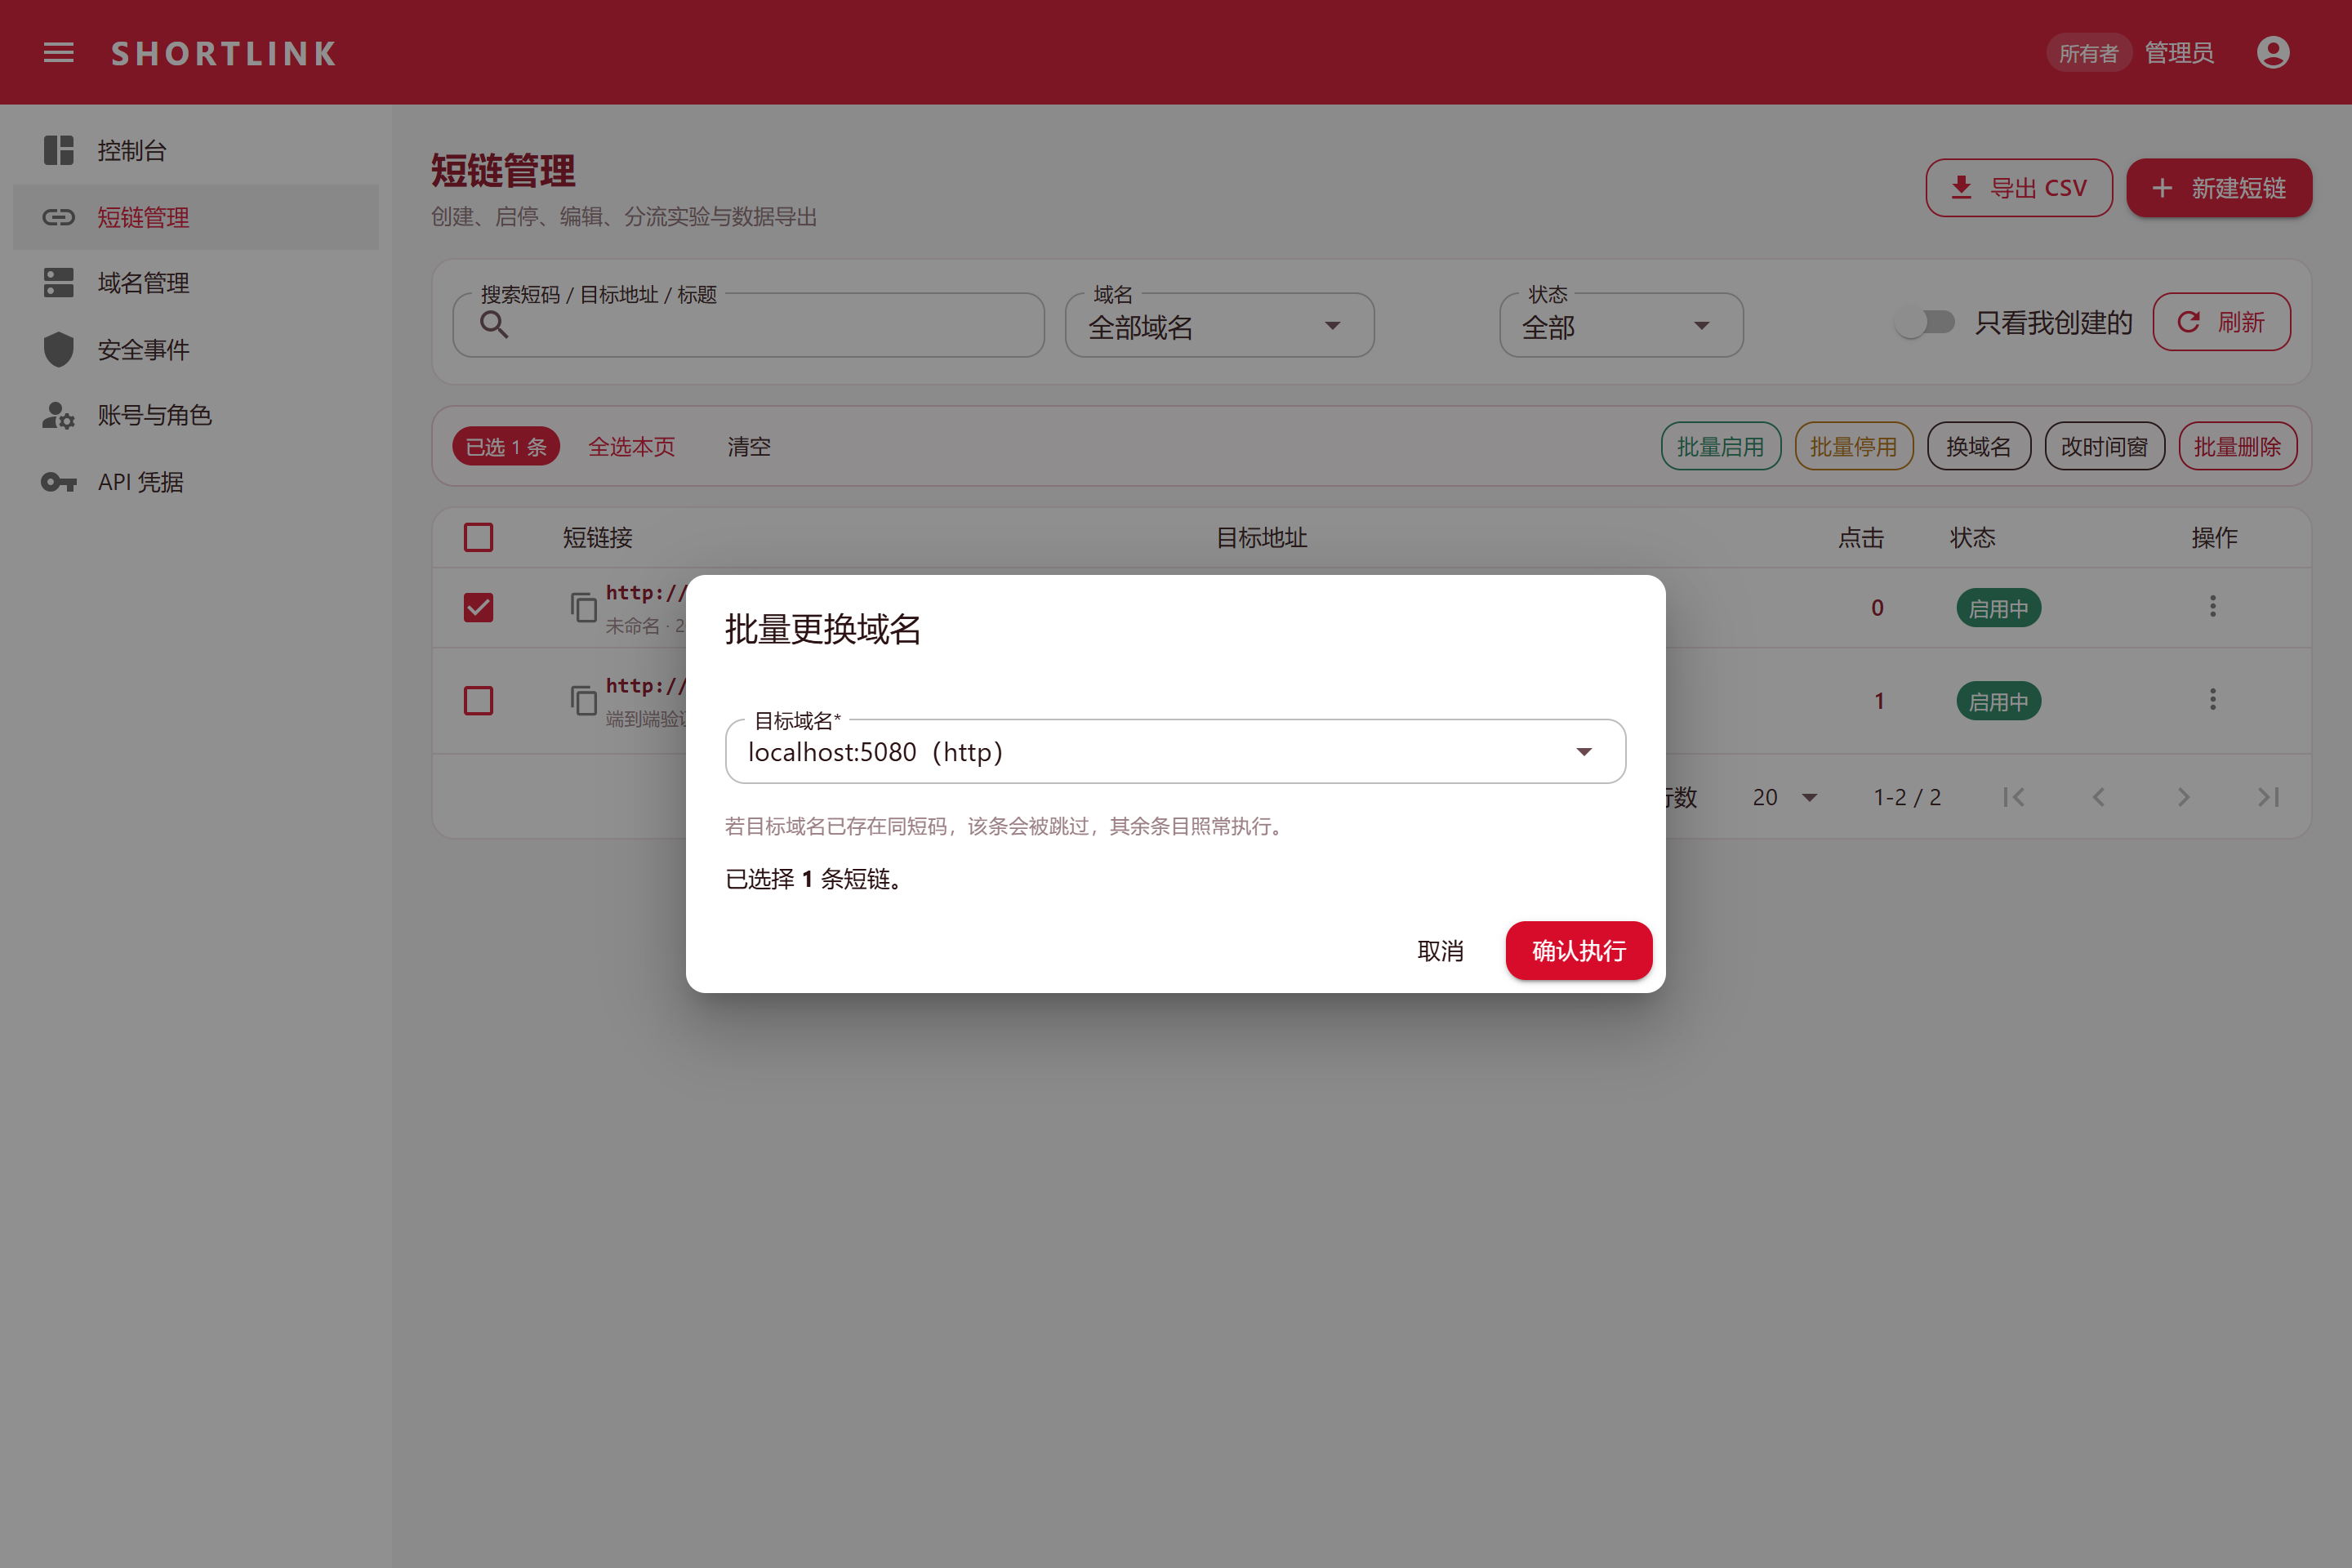 SHORTLINK
所有者 管理员
控制台
短链管理
域名管理
安全事件
账号与角色
API 凭据
短链管理
创建、启停、编辑、分流实验与数据导出
导出 CSV
新建短链
搜索短码 / 目标地址 / 标题
域名
全部域名
状态
全部
只看我创建的
刷新
已选 1 条
全选本页
清空
批量启用
批量停用
换域名
改时间窗
批量删除
短链接 目标地址 点击 状态 操作
http://
未命名 · 2
0
启用中
http://
端到端验
1
启用中
行数
20
1-2 / 2
批量更换域名
目标域名*
localhost:5080（http）
若目标域名已存在同短码，该条会被跳过，其余条目照常执行。
已选择 1 条短链。
取消
确认执行